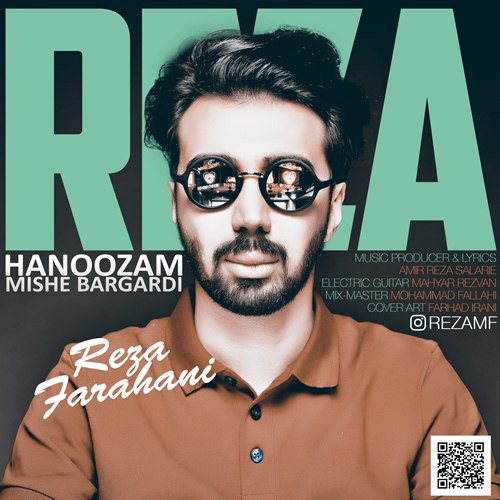 REZA
HANOOZAM
MISHE BARGARDI
MUSIC PRODUCER & LYRICS
AMIR REZA SALARIE
ELECTRIC GUITAR MAHYAR REZVAN
MIX-MASTER MOHAMMAD FALLAHI
COVER ART FARHAD IRANI
REZAMF
Reza
Farahani